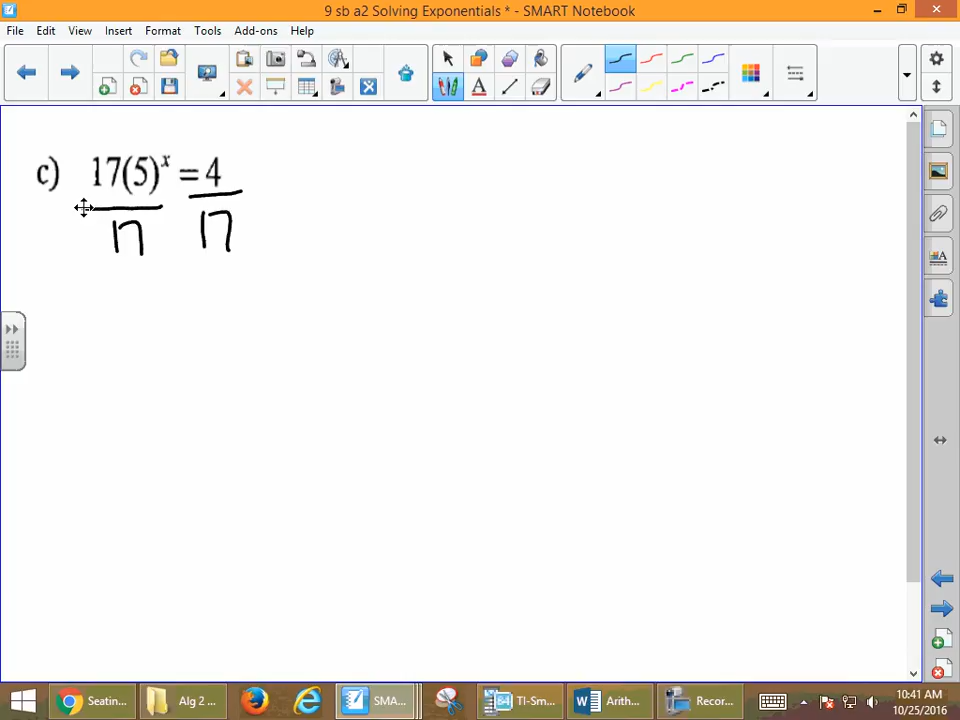 9 sb a2 Solving Exponentials * - SMART Notebook
File Edit View Insert Format Tools Add-ons Help
c) 17(5)ˣ = 4
17 17
Seatin... Alg 2 ... SMA... TI-Sm... Arith... Recor...
10:41 AM
10/25/2016